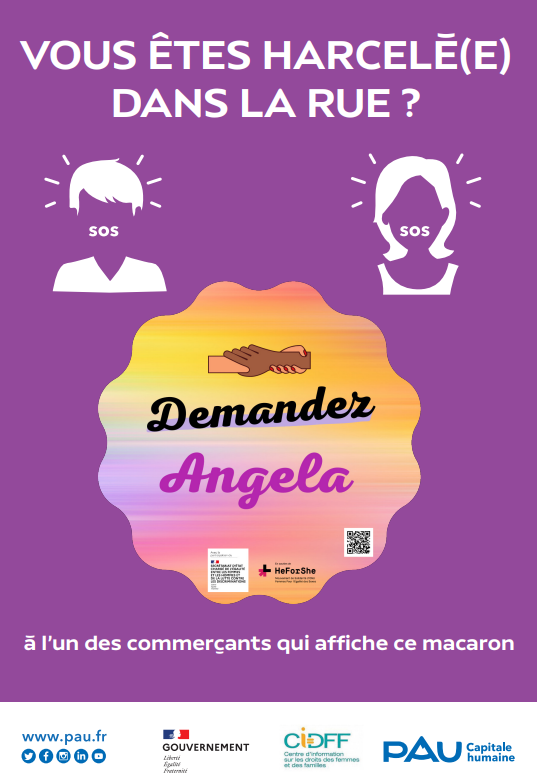 VOUS ÊTES HARCELĒ(E)
DANS LA RUE ?
SOS
SOS
Demandez
Angela
SECRÉTARIAT D'ÉTAT
CHARGÉ DE L'ÉGALITÉ
ENTRE LES FEMMES
ET LES HOMMES ET
DE LA LUTTE CONTRE
LES DISCRIMINATIONS
HeForShe
ā l'un des commerçants qui affiche ce macaron
www.pau.fr
GOUVERNEMENT
Liberté
Égalité
Fraternité
CIDFF
Centre d'information
sur les droits des femmes
et des familles
PAU Capitale
humaine